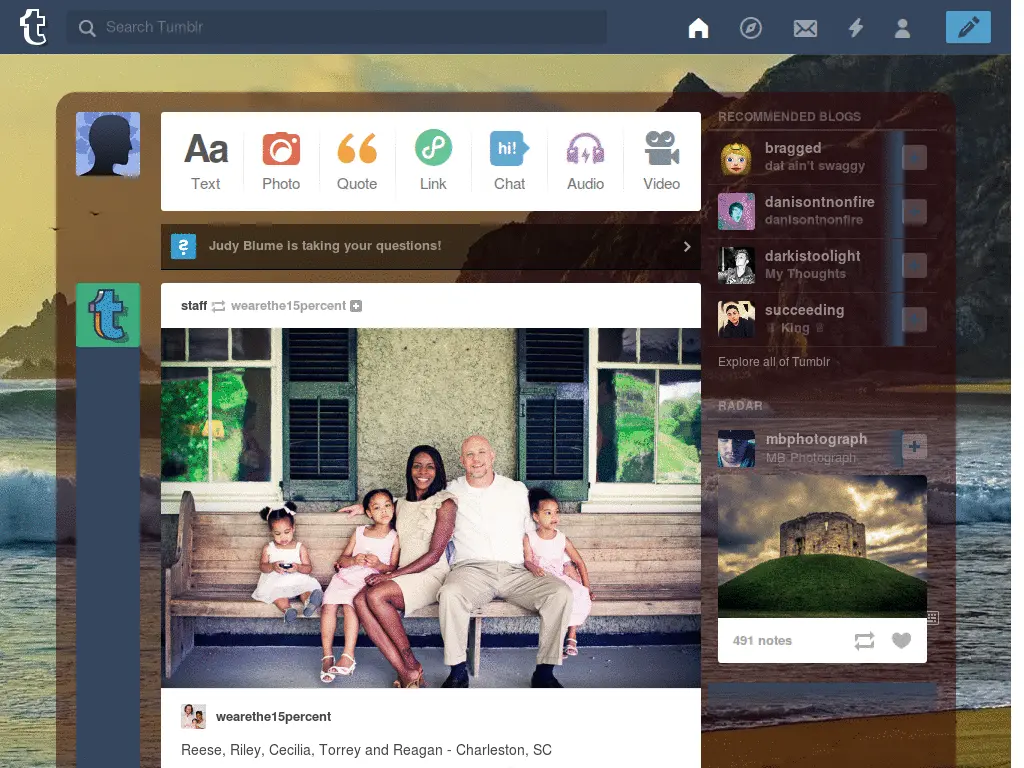 Search Tumblr
Aa
Text
Photo
Quote
Link
hi!
Chat
Audio
Video
Judy Blume is taking your questions!
staff wearethe15percent
wearethe15percent
Reese, Riley, Cecilia, Torrey and Reagan - Charleston, SC
RECOMMENDED BLOGS
bragged
dat ain't swaggy
danisontnonfire
danisontnonfire
darkistoolight
My Thoughts
succeeding
King
Explore all of Tumblr
RADAR
mbphotograph
MB Photograph
491 notes